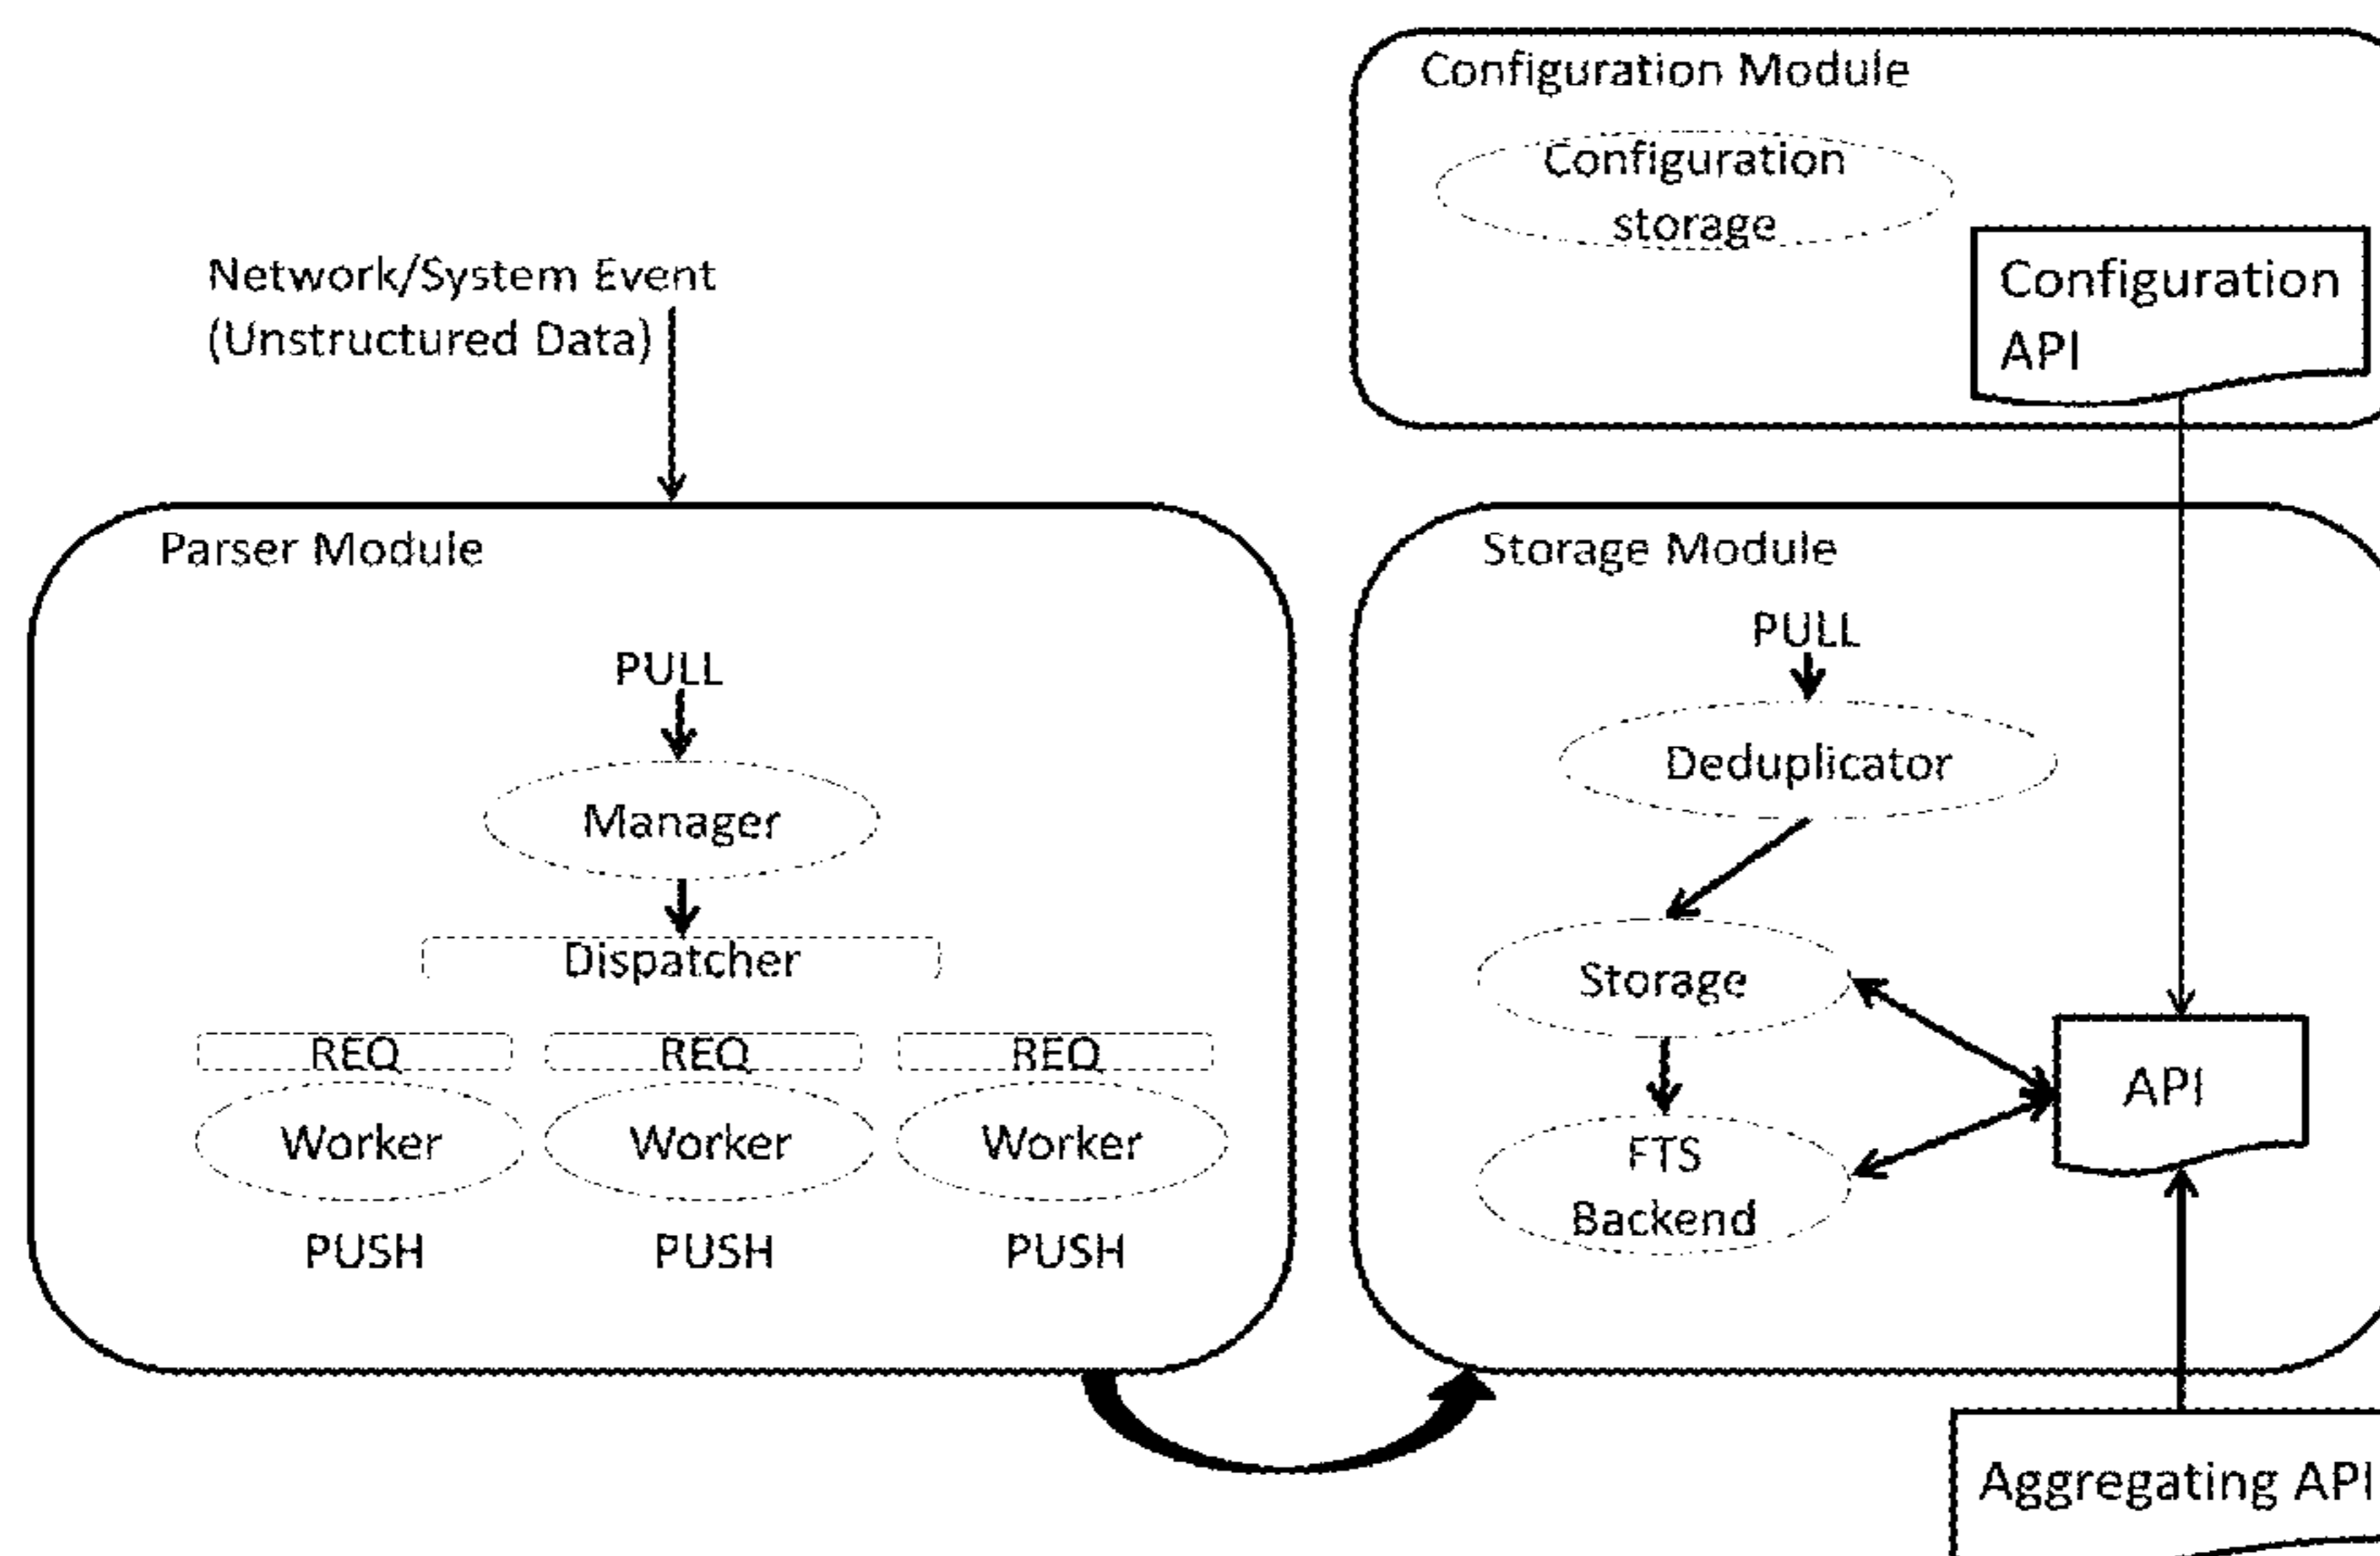 Configuration Module
Configuration
storage
Configuration
API
Network/System Event
(Unstructured Data)
Parser Module
PULL
Manager
Dispatcher
REQ REQ REQ
Worker Worker Worker
PUSH PUSH PUSH
Storage Module
PULL
Deduplicator
Storage
FTS
Backend
API
Aggregating API